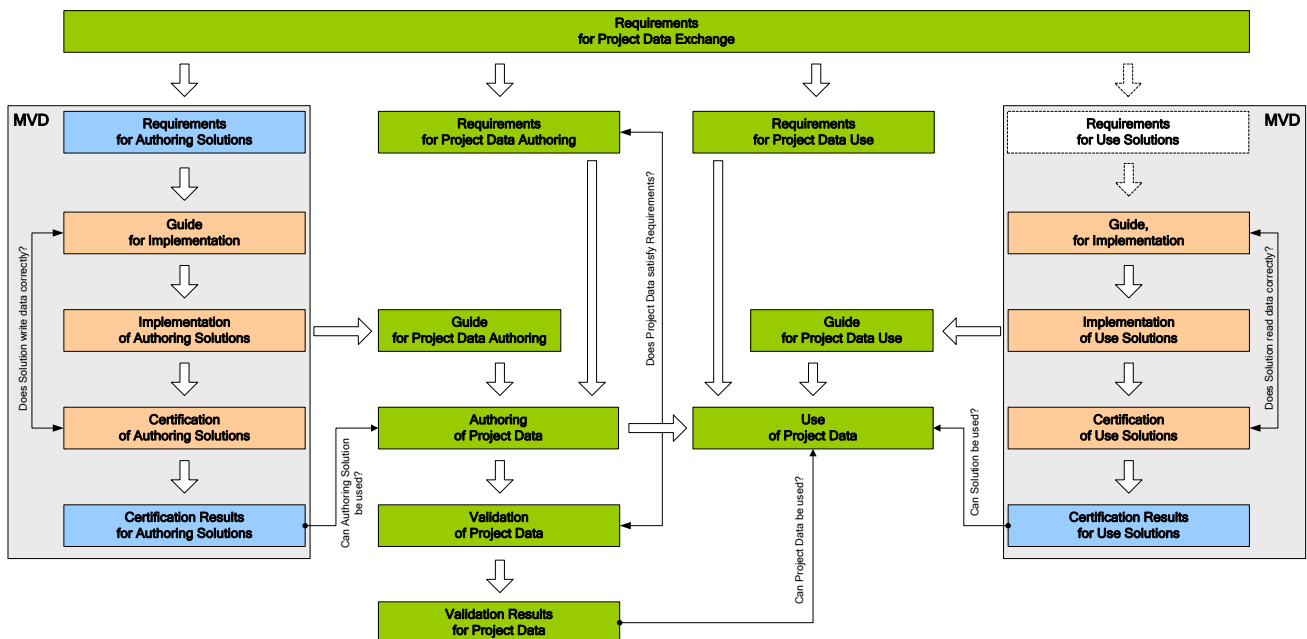 Requirements
for Project Data Exchange
MVD
Requirements
for Authoring Solutions
Requirements
for Project Data Authoring
Requirements
for Project Data Use
Requirements
for Use Solutions
MVD
Does Solution write data correctly?
Guide
for Implementation
Does Project Data satisfy Requirements?
Guide,
for Implementation
Does Solution read data correctly?
Implementation
of Authoring Solutions
Guide
for Project Data Authoring
Guide
for Project Data Use
Implementation
of Use Solutions
Certification
of Authoring Solutions
Authoring
of Project Data
Use
of Project Data
Certification
of Use Solutions
Can Authoring Solution
be used?
Can Solution be used?
Certification Results
for Authoring Solutions
Validation
of Project Data
Can Project Data be used?
Certification Results
for Use Solutions
Validation Results
for Project Data